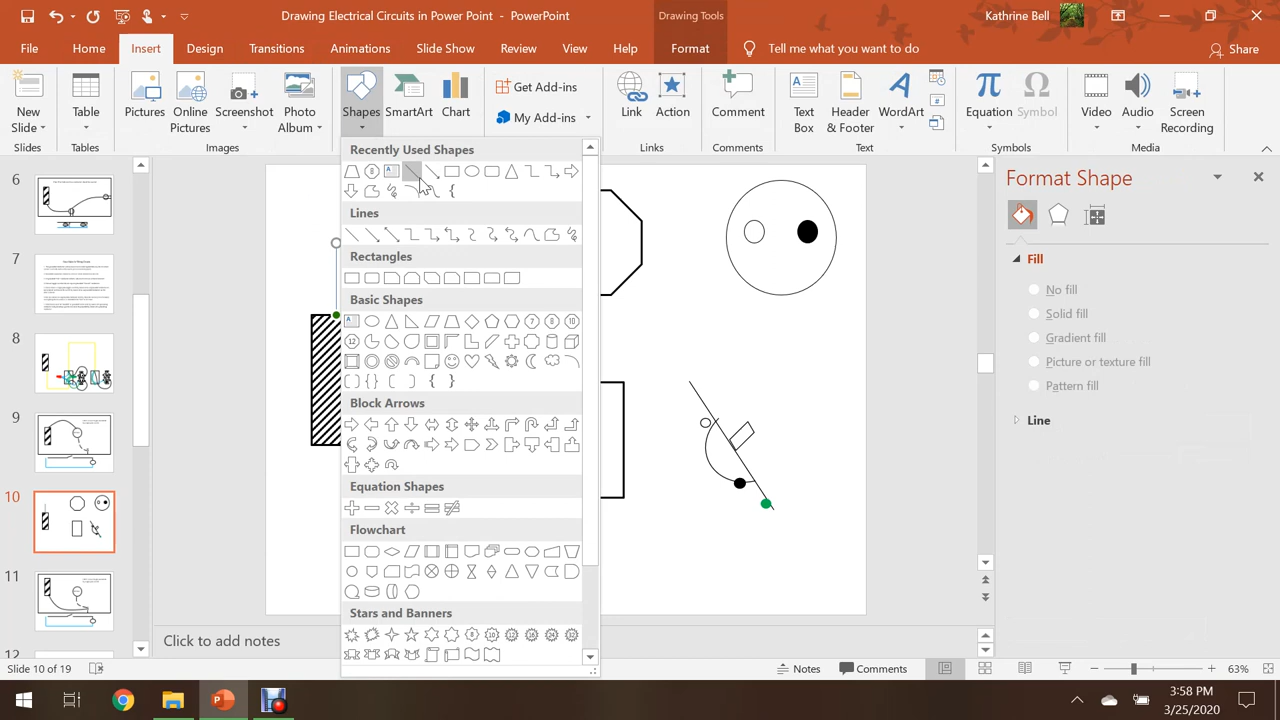 Drawing Electrical Circuits in Power Point - PowerPoint
Drawing Tools
Kathrine Bell
File Home Insert Design Transitions Animations Slide Show Review View Help Format Tell me what you want to do Share
New Slide
Table
Pictures
Online Pictures
Screenshot
Photo Album
Shapes
SmartArt
Chart
Get Add-ins
My Add-ins
Link
Action
Comment
Text Box
Header & Footer
WordArt
Equation
Symbol
Video
Audio
Screen Recording
Slides
Tables
Images
Links
Comments
Text
Symbols
Media
Recently Used Shapes
Lines
Rectangles
Basic Shapes
Block Arrows
Equation Shapes
Flowchart
Stars and Banners
6
7
8
9
10
11
12
Format Shape
Fill
No fill
Solid fill
Gradient fill
Picture or texture fill
Pattern fill
Line
Click to add notes
Slide 10 of 19
Notes
Comments
63%
3:58 PM
3/25/2020